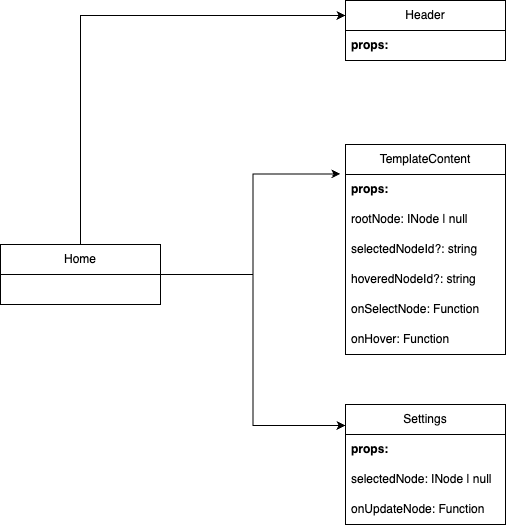 Header
props:
TemplateContent
props:
rootNode: INode | null
selectedNodeId?: string
hoveredNodeId?: string
onSelectNode: Function
onHover: Function
Home
Settings
props:
selectedNode: INode | null
onUpdateNode: Function